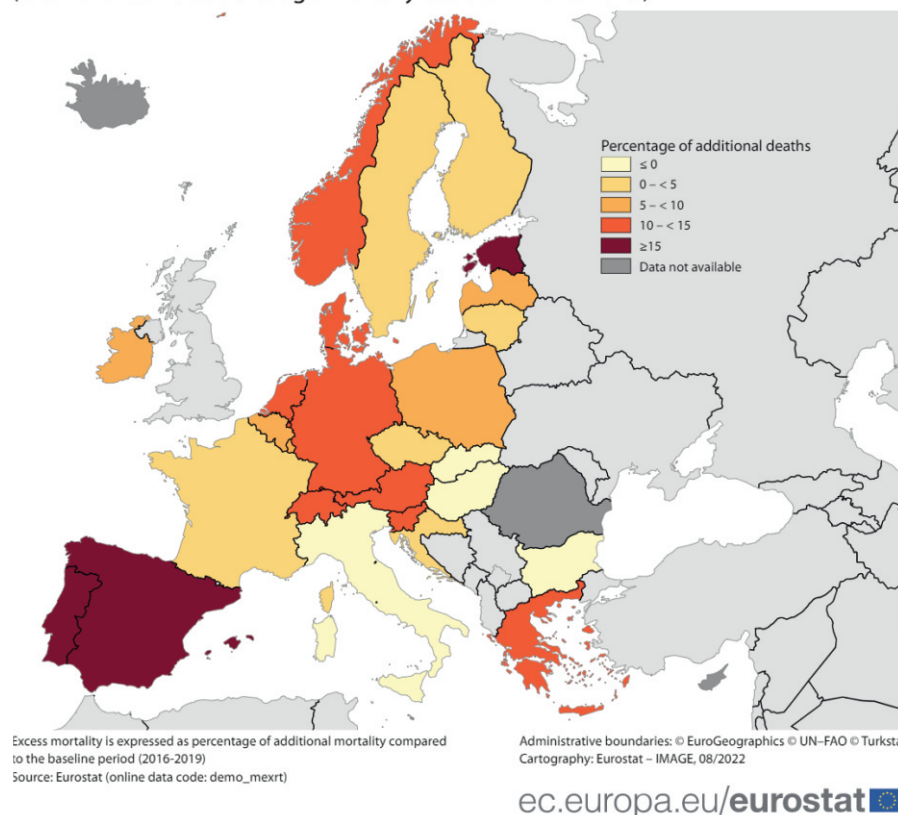 Percentage of additional deaths
≤ 0
0 – < 5
5 – < 10
10 – < 15
≥15
Data not available
Excess mortality is expressed as percentage of additional mortality compared
to the baseline period (2016-2019)
Source: Eurostat (online data code: demo_mexrt)
Administrative boundaries: © EuroGeographics © UN–FAO © Turksta
Cartography: Eurostat – IMAGE, 08/2022
ec.europa.eu/eurostat